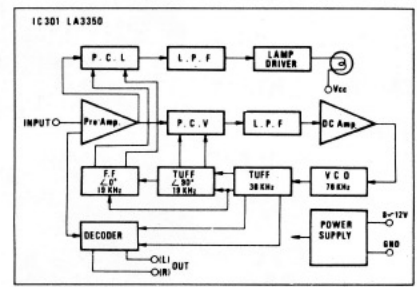 IC301 LA3350
P. C. L
L. P. F
LAMP
DRIVER
Vcc
INPUT
Pre Amp.
P. C. V
L. P. F
DC Amp.
F.F
∠0°
19 KHz
TUFF
∠90°
19 KHz
TUFF
38 KHz
V C O
76 KHz
DECODER
(L)
(R)
OUT
POWER
SUPPLY
8~12V
GND